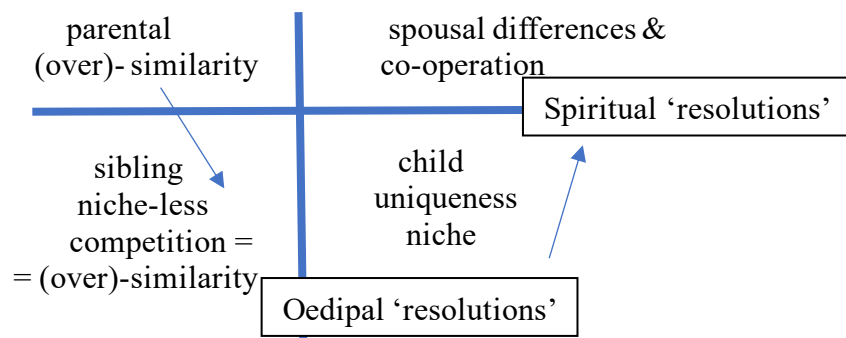 parental
(over)- similarity
spousal differences &
co-operation
Spiritual ‘resolutions’
sibling
niche-less
competition =
= (over)-similarity
child
uniqueness
niche
Oedipal ‘resolutions’